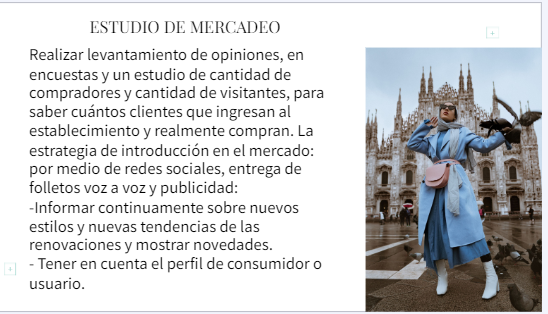 ESTUDIO DE MERCADEO
Realizar levantamiento de opiniones, en
encuestas y un estudio de cantidad de
compradores y cantidad de visitantes, para
saber cuántos clientes que ingresan al
establecimiento y realmente compran. La
estrategia de introducción en el mercado:
por medio de redes sociales, entrega de
folletos voz a voz y publicidad:
-Informar continuamente sobre nuevos
estilos y nuevas tendencias de las
renovaciones y mostrar novedades.
- Tener en cuenta el perfil de consumidor o
usuario.